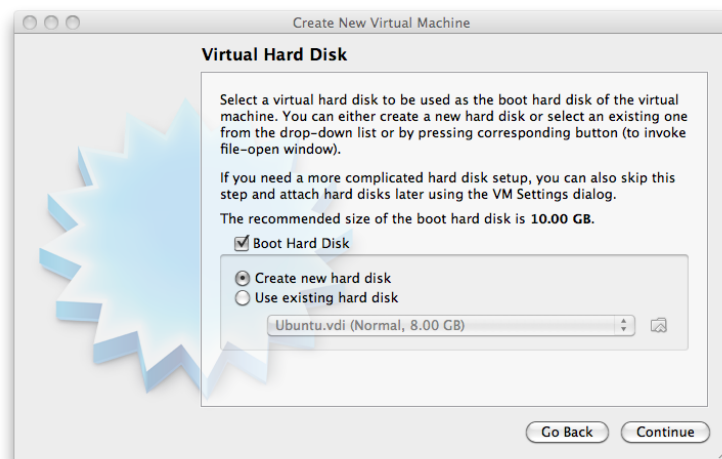 Create New Virtual Machine
Virtual Hard Disk
Select a virtual hard disk to be used as the boot hard disk of the virtual
machine. You can either create a new hard disk or select an existing one
from the drop-down list or by pressing corresponding button (to invoke
file-open window).
If you need a more complicated hard disk setup, you can also skip this
step and attach hard disks later using the VM Settings dialog.
The recommended size of the boot hard disk is 10.00 GB.
Boot Hard Disk
Create new hard disk
Use existing hard disk
Ubuntu.vdi (Normal, 8.00 GB)
Go Back Continue